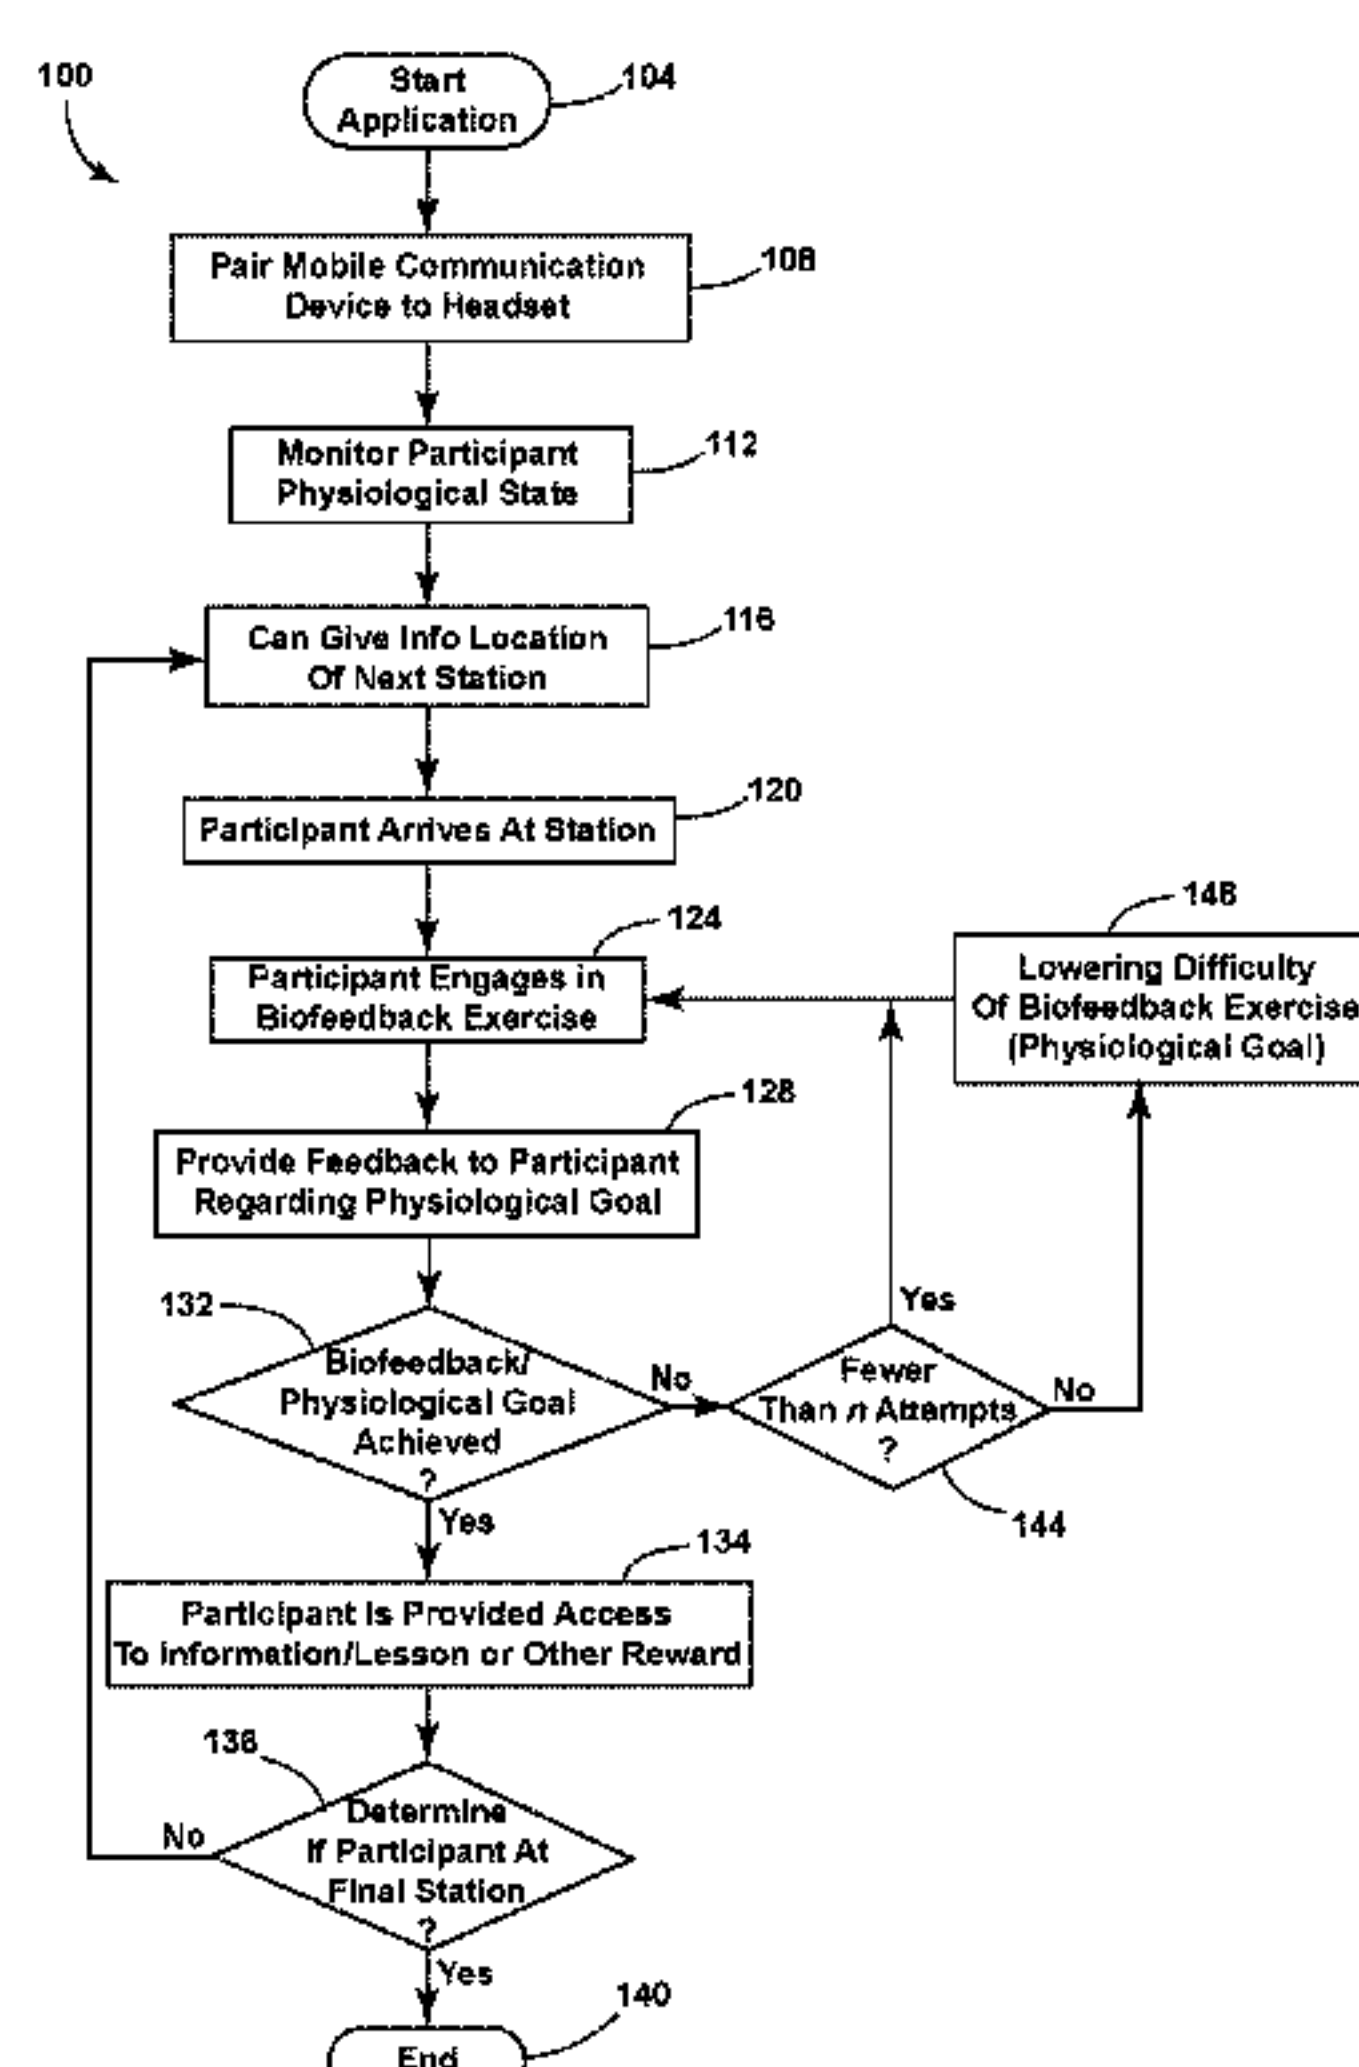 100
Start
Application
104
Pair Mobile Communication
Device to Headset
108
Monitor Participant
Physiological State
112
Can Give Info Location
Of Next Station
116
Participant Arrives At Station
120
Participant Engages in
Biofeedback Exercise
124
148
Lowering Difficulty
Of Biofeedback Exercise
(Physiological Goal)
Provide Feedback to Participant
Regarding Physiological Goal
128
132
Biofeedback/
Physiological Goal
Achieved
?
No
Yes
Fewer
Than n Attempts
?
No
144
Yes
134
Participant Is Provided Access
To Information/Lesson or Other Reward
136
Determine
If Participant At
Final Station
?
No
Yes
140
End